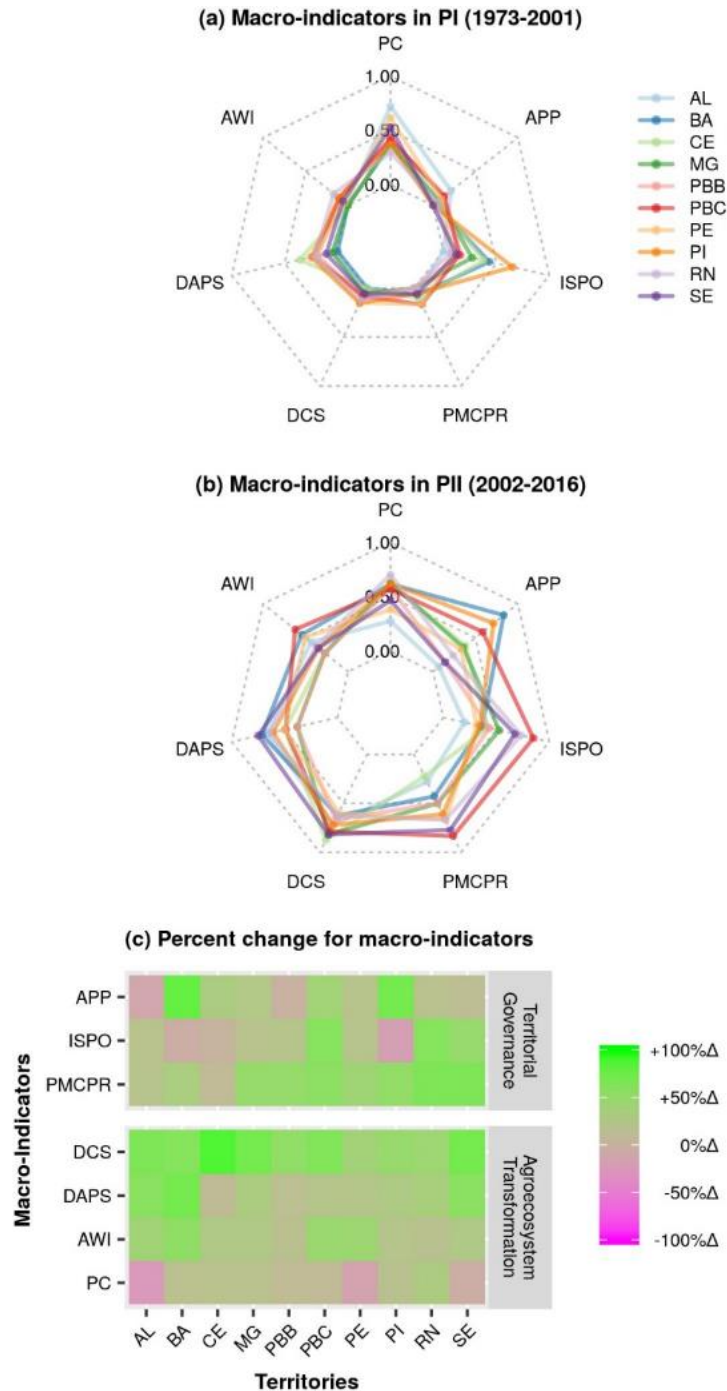 (a) Macro-indicators in PI (1973-2001)
PC
1.00
0.50
0.00
AWI
APP
DAPS
ISPO
DCS
PMCPR
AL
BA
CE
MG
PBB
PBC
PE
PI
RN
SE
(b) Macro-indicators in PII (2002-2016)
PC
1.00
0.50
0.00
AWI
APP
DAPS
ISPO
DCS
PMCPR
(c) Percent change for macro-indicators
Macro-Indicators
APP
ISPO
PMCPR
Territorial
Governance
DCS
DAPS
AWI
PC
Agroecosystem
Transformation
AL BA CE MG PBB PBC PE PI RN SE
Territories
+100%Δ
+50%Δ
0%Δ
-50%Δ
-100%Δ